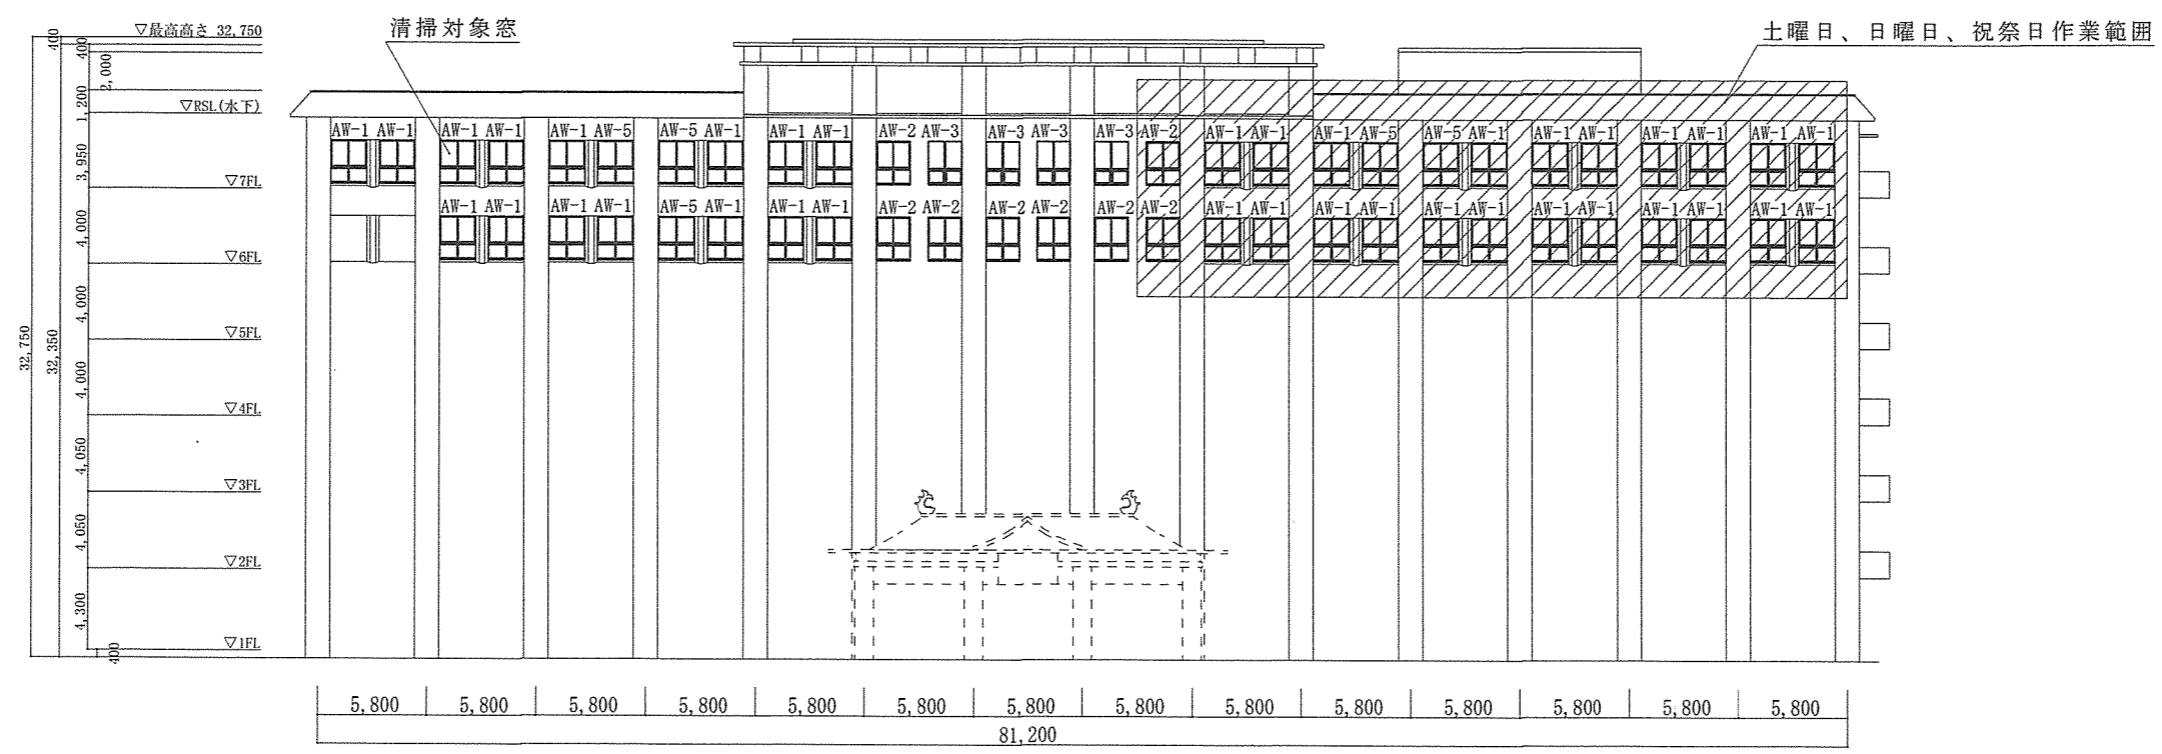 ▽最高高さ 32,750
清掃対象窓
土曜日、日曜日、祝祭日作業範囲
400
400
2,000
1,200
▽RSL(水下)
AW-1 AW-1 AW-1 AW-1 AW-1 AW-5 AW-5 AW-1 AW-1 AW-1 AW-2 AW-3 AW-3 AW-3 AW-3 AW-2 AW-1 AW-1 AW-1 AW-5 AW-5 AW-1 AW-1 AW-1 AW-1 AW-1 AW-1 AW-1
3,950
▽7FL
AW-1 AW-1 AW-1 AW-1 AW-5 AW-1 AW-1 AW-1 AW-2 AW-2 AW-2 AW-2 AW-2 AW-2 AW-1 AW-1 AW-1 AW-1 AW-1 AW-1 AW-1 AW-1 AW-1 AW-1 AW-1 AW-1
4,000
▽6FL
4,000
▽5FL
32,750
32,350
4,000
▽4FL
4,050
▽3FL
4,050
▽2FL
4,300
▽1FL
400
5,800 5,800 5,800 5,800 5,800 5,800 5,800 5,800 5,800 5,800 5,800 5,800 5,800 5,800
81,200